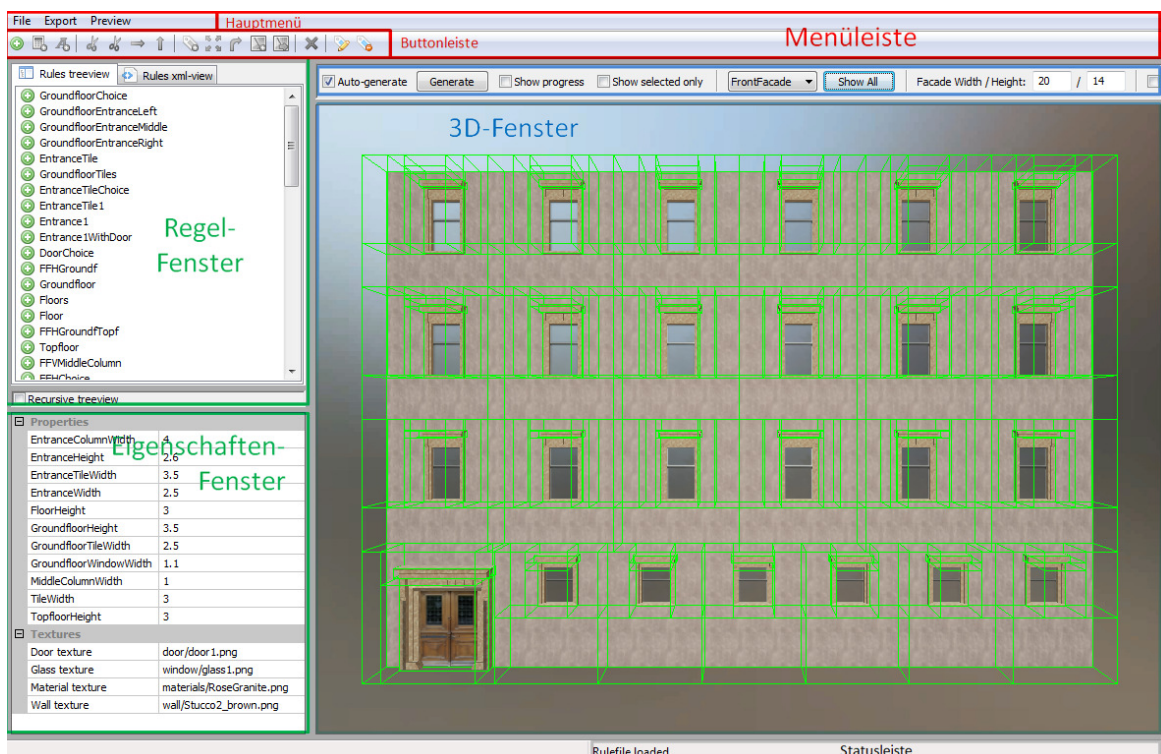 File Export Preview
Hauptmenü
Menüleiste
Buttonleiste
Rules treeview
Rules xml-view
GroundfloorChoice
GroundfloorEntranceLeft
GroundfloorEntranceMiddle
GroundfloorEntranceRight
EntranceTile
GroundfloorTiles
EntranceTileChoice
EntranceTile1
Entrance1
Entrance1WithDoor
DoorChoice
FFHGroundf
Groundfloor
Floors
Floor
FFHGroundfTopf
Topfloor
FFVMiddleColumn
FFHChoice
Regel-
Fenster
Recursive treeview
Auto-generate Generate Show progress Show selected only FrontFacade Show All Facade Width / Height: 20 / 14
3D-Fenster
Properties
EntranceColumnWidth 4
EntranceHeight 2.6
EntranceTileWidth 3.5
EntranceWidth 2.5
FloorHeight 3
GroundfloorHeight 3.5
GroundfloorTileWidth 2.5
GroundfloorWindowWidth 1.1
MiddleColumnWidth 1
TileWidth 3
TopfloorHeight 3
Eigenschaften-
Fenster
Textures
Door texture door/door1.png
Glass texture window/glass1.png
Material texture materials/RoseGranite.png
Wall texture wall/Stucco2_brown.png
Rulefile loaded
Statusleiste